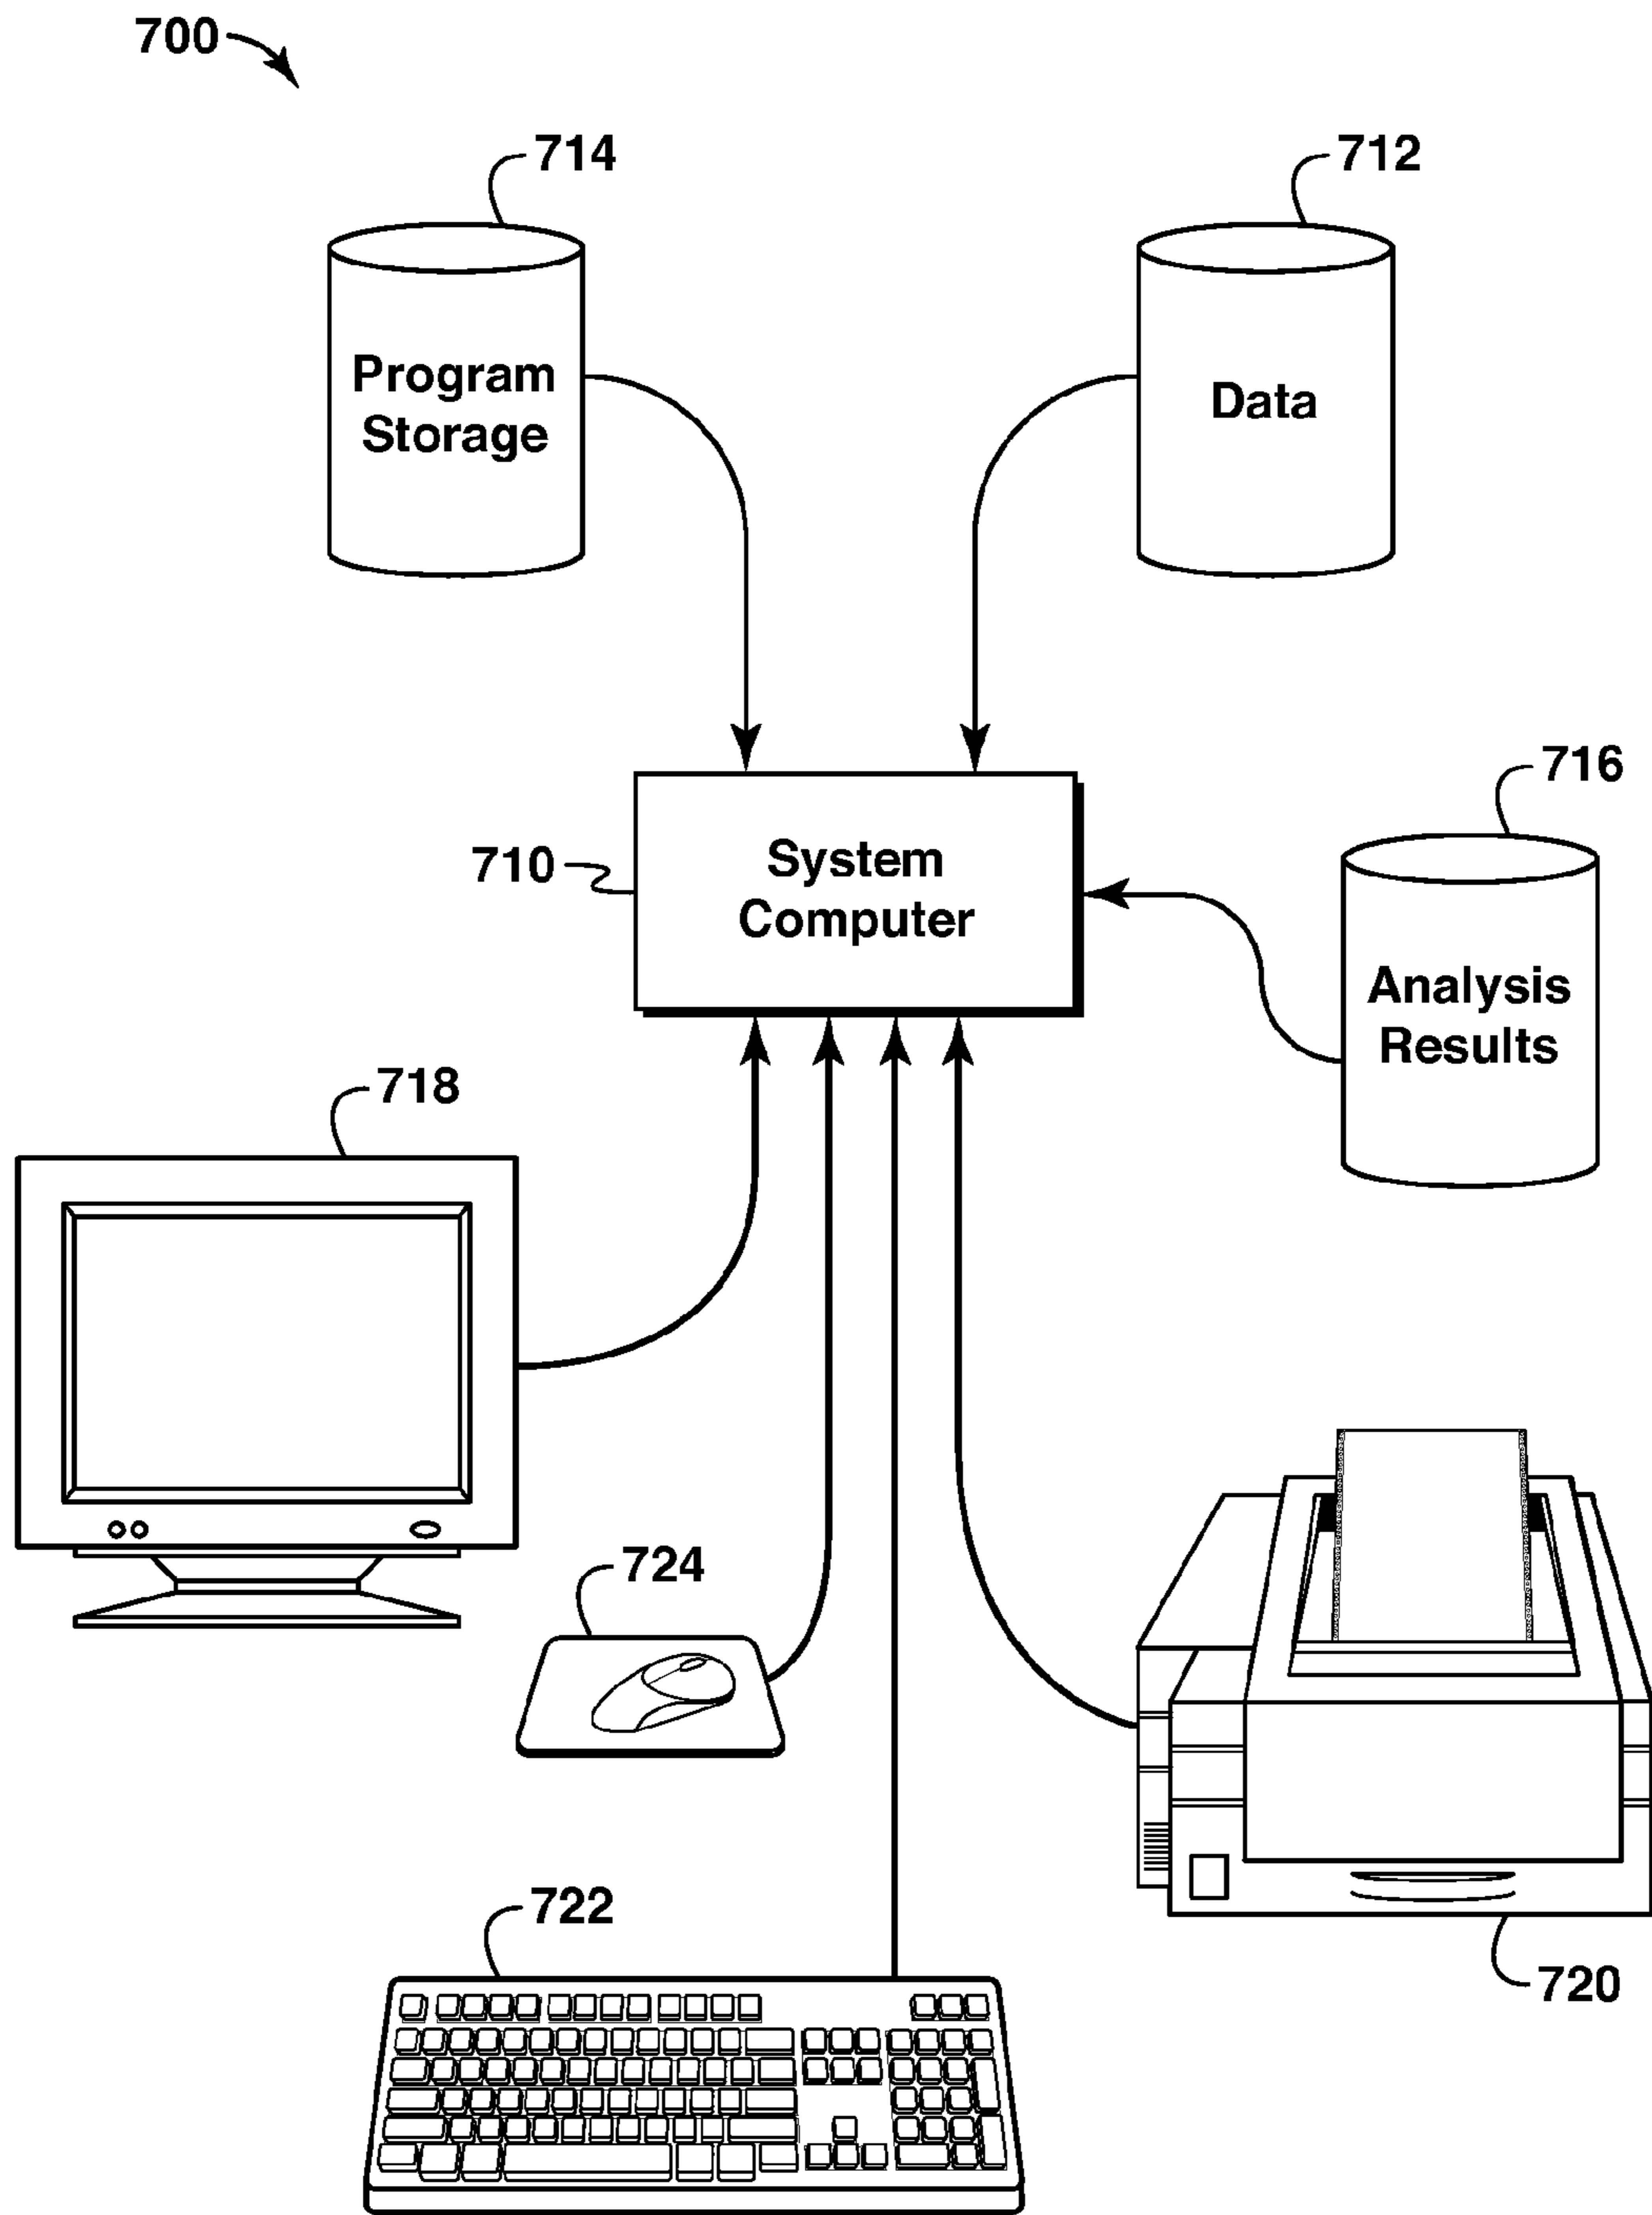 700
714
712
Program
Storage
Data
716
710
System
Computer
Analysis
Results
718
724
722
720